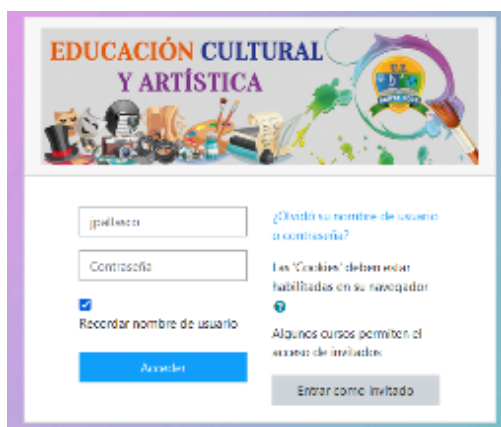 EDUCACIÓN CULTURAL
Y ARTÍSTICA
jpallasco
Contraseña
Recordar nombre de usuario
Acceder
¿Olvidó su nombre de usuario
o contraseña?
Las 'Cookies' deben estar
habilitadas en su navegador
Algunos cursos permiten el
acceso de invitados
Entrar como invitado